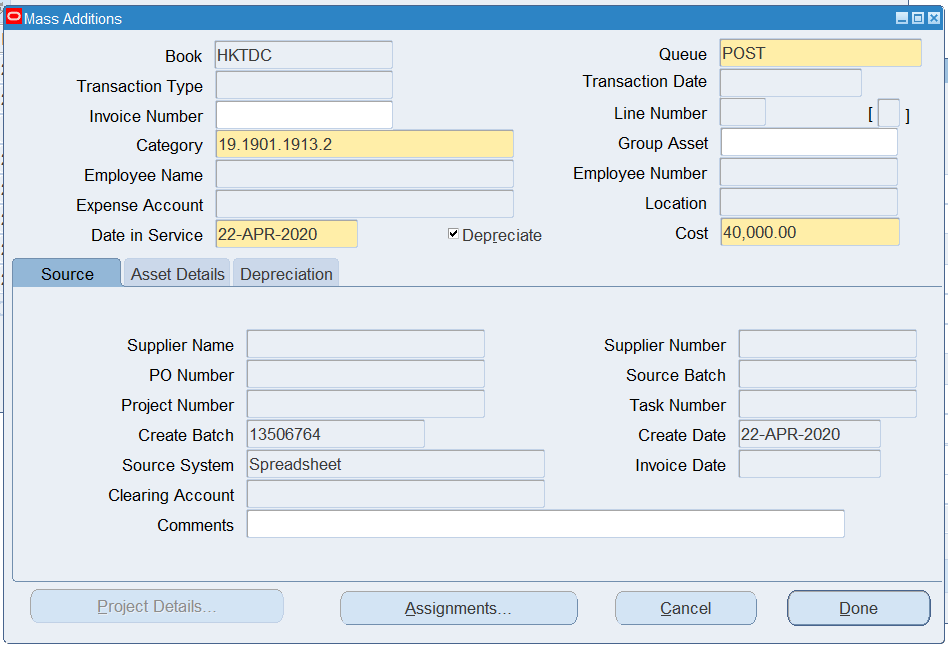 Mass Additions
Book HKTDC Queue POST
Transaction Type Transaction Date
Invoice Number Line Number [ ]
Category 19.1901.1913.2 Group Asset
Employee Name Employee Number
Expense Account Location
Date in Service 22-APR-2020 Depreciate Cost 40,000.00
Source Asset Details Depreciation
Supplier Name Supplier Number
PO Number Source Batch
Project Number Task Number
Create Batch 13506764 Create Date 22-APR-2020
Source System Spreadsheet Invoice Date
Clearing Account
Comments
Project Details... Assignments... Cancel Done